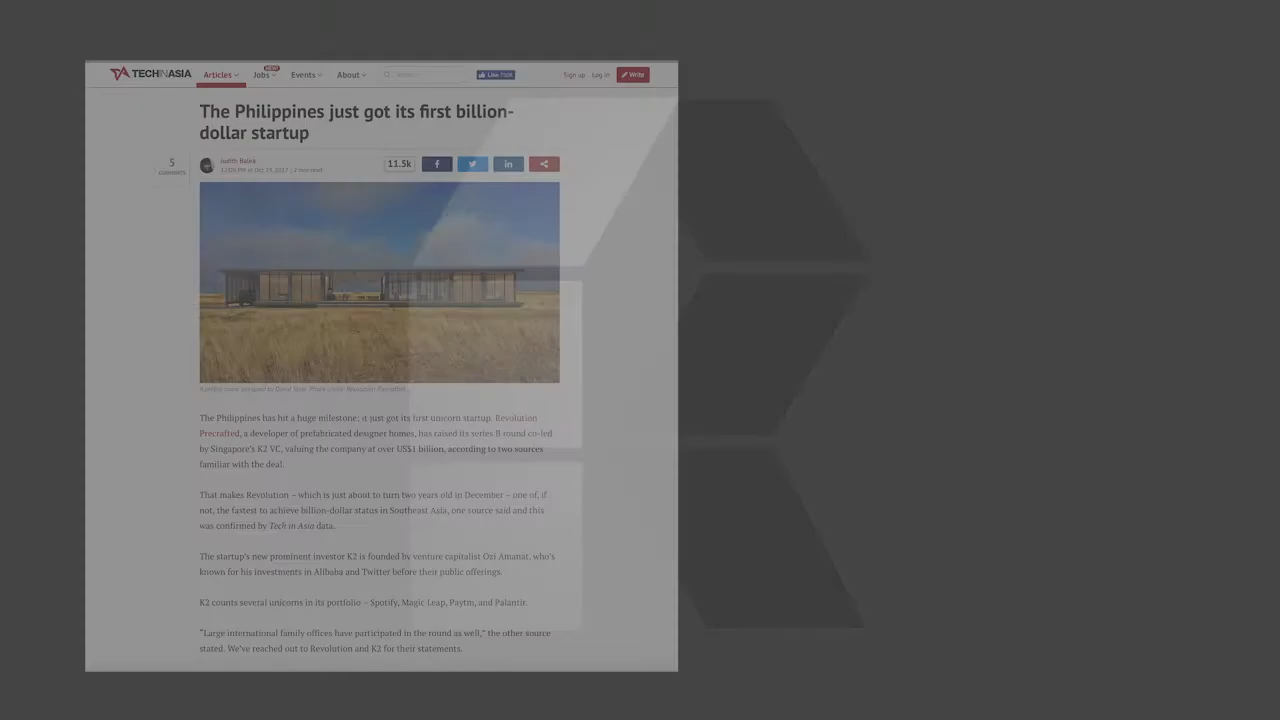 TECHINASIA Articles Jobs NEW! Events About Search Like 760K Sign up Log in Write
The Philippines just got its first billion-
dollar startup
5
COMMENTS
Judith Balea
11.5k
The Philippines has hit a huge milestone: it just got its first unicorn startup. Revolution
Precrafted, a developer of prefabricated designer homes, has raised its series B round co-led
by Singapore's K2 VC, valuing the company at over US$1 billion, according to two sources
familiar with the deal.
That makes Revolution – which is just about to turn two years old in December – one of, if
not, the fastest to achieve billion-dollar status in Southeast Asia, one source said and this
was confirmed by Tech in Asia data.
The startup's new prominent investor K2 is founded by venture capitalist Ozi Amanat, who's
known for his investments in Alibaba and Twitter before their public offerings.
K2 counts several unicorns in its portfolio – Spotify, Magic Leap, Paytm, and Palantir.
"Large international family offices have participated in the round as well," the other source
stated. We've reached out to Revolution and K2 for their statements.